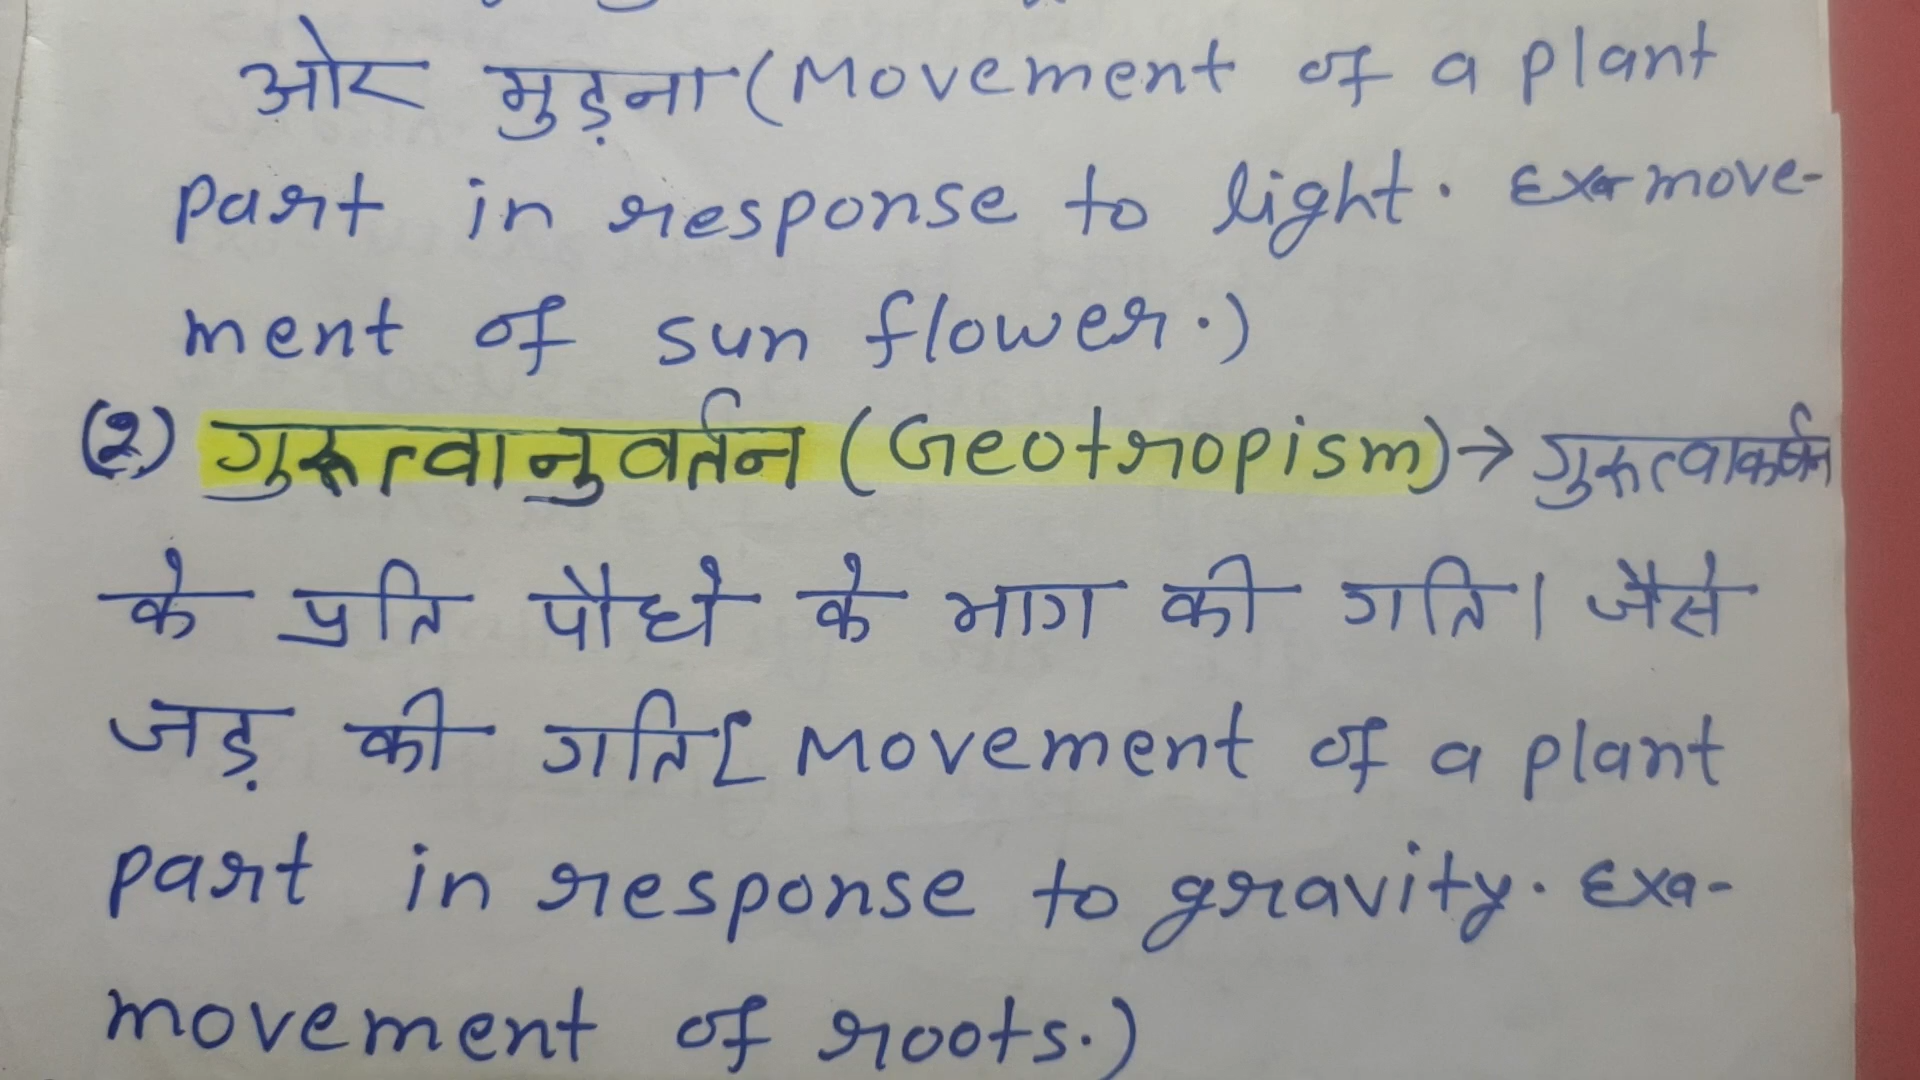 ओर मुड़ना (Movement of a plant
part in response to light. Exa- move-
ment of sun flower.)
(2) गुरूत्वानुवर्तन (Geotropism) → गुरूत्वाकर्षन
के प्रति पौधे के भाग की गति। जैसे
जड़ की गति [ Movement of a plant
part in response to gravity. Exa-
movement of roots.)